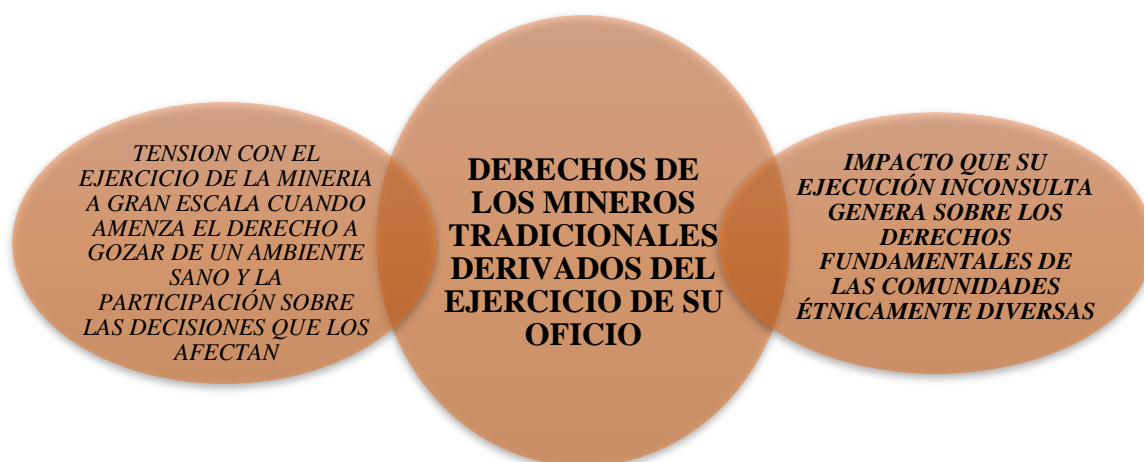 TENSION CON EL
EJERCICIO DE LA MINERIA
A GRAN ESCALA CUANDO
AMENZA EL DERECHO A
GOZAR DE UN AMBIENTE
SANO Y LA
PARTICIPACIÓN SOBRE
LAS DECISIONES QUE LOS
AFECTAN
DERECHOS DE
LOS MINEROS
TRADICIONALES
DERIVADOS DEL
EJERCICIO DE SU
OFICIO
IMPACTO QUE SU
EJECUCIÓN INCONSULTA
GENERA SOBRE LOS
DERECHOS
FUNDAMENTALES DE
LAS COMUNIDADES
ÉTNICAMENTE DIVERSAS